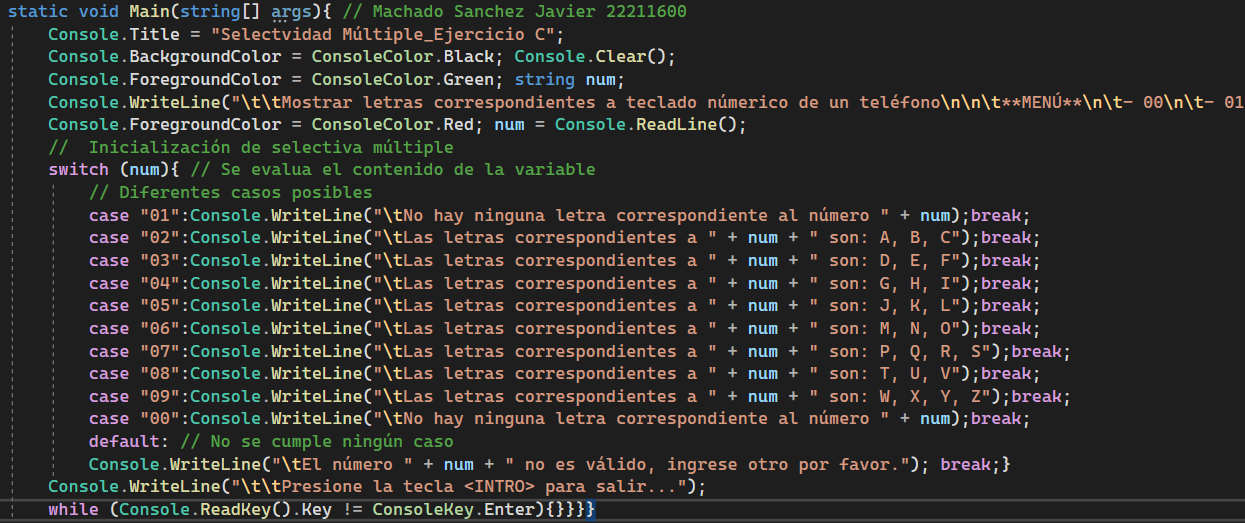 static void Main(string[] args){ // Machado Sanchez Javier 22211600
Console.Title = "Selectvidad Múltiple_Ejercicio C";
Console.BackgroundColor = ConsoleColor.Black; Console.Clear();
Console.ForegroundColor = ConsoleColor.Green; string num;
Console.WriteLine("\t\tMostrar letras correspondientes a teclado númerico de un teléfono\n\n\t**MENÚ**\n\t- 00\n\t- 01
Console.ForegroundColor = ConsoleColor.Red; num = Console.ReadLine();
//  Inicialización de selectiva múltiple
switch (num){ // Se evalua el contenido de la variable
// Diferentes casos posibles
case "01":Console.WriteLine("\tNo hay ninguna letra correspondiente al número " + num);break;
case "02":Console.WriteLine("\tLas letras correspondientes a " + num + " son: A, B, C");break;
case "03":Console.WriteLine("\tLas letras correspondientes a " + num + " son: D, E, F");break;
case "04":Console.WriteLine("\tLas letras correspondientes a " + num + " son: G, H, I");break;
case "05":Console.WriteLine("\tLas letras correspondientes a " + num + " son: J, K, L");break;
case "06":Console.WriteLine("\tLas letras correspondientes a " + num + " son: M, N, O");break;
case "07":Console.WriteLine("\tLas letras correspondientes a " + num + " son: P, Q, R, S");break;
case "08":Console.WriteLine("\tLas letras correspondientes a " + num + " son: T, U, V");break;
case "09":Console.WriteLine("\tLas letras correspondientes a " + num + " son: W, X, Y, Z");break;
case "00":Console.WriteLine("\tNo hay ninguna letra correspondiente al número " + num);break;
default: // No se cumple ningún caso
Console.WriteLine("\tEl número " + num + " no es válido, ingrese otro por favor."); break;}
Console.WriteLine("\t\tPresione la tecla <INTRO> para salir...");
while (Console.ReadKey().Key != ConsoleKey.Enter){}}}}